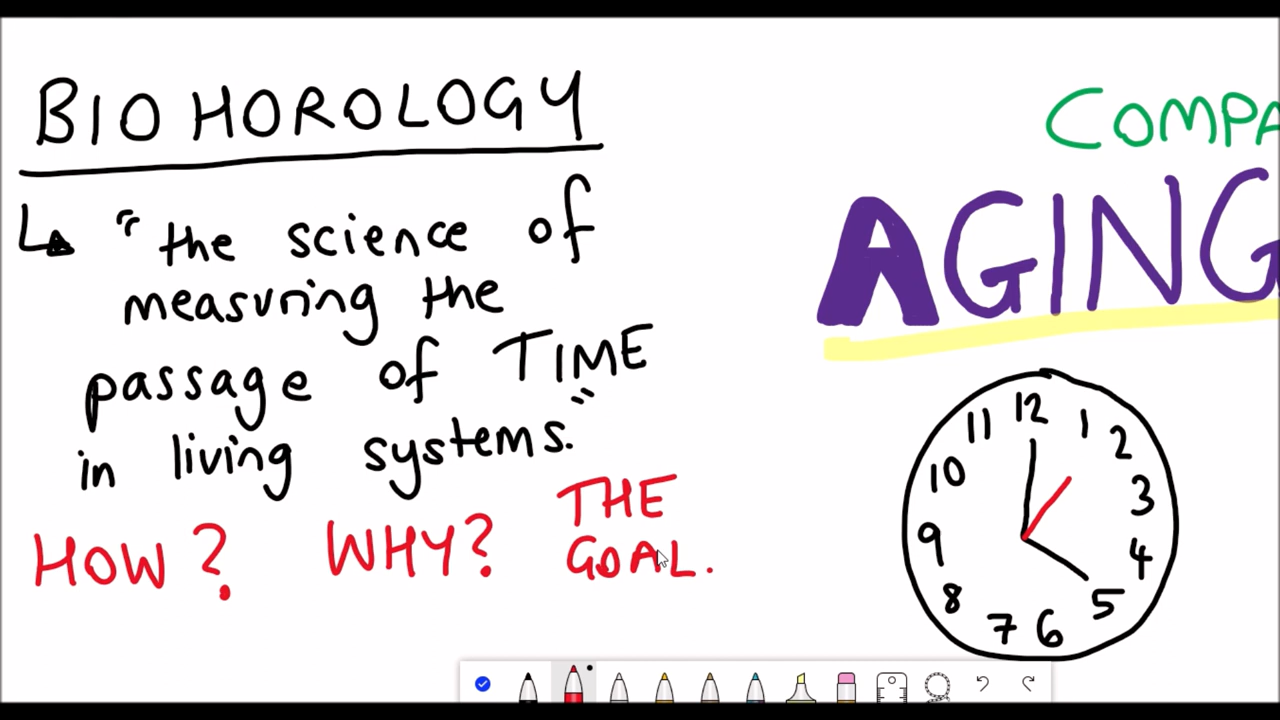 BIOHOROLOGY
"the science of
measuring the
passage of TIME
in living systems."
HOW? WHY? THE
GOAL.
COMPA
AGING
11 12 1
10 2
9 3
8 4
7 6 5